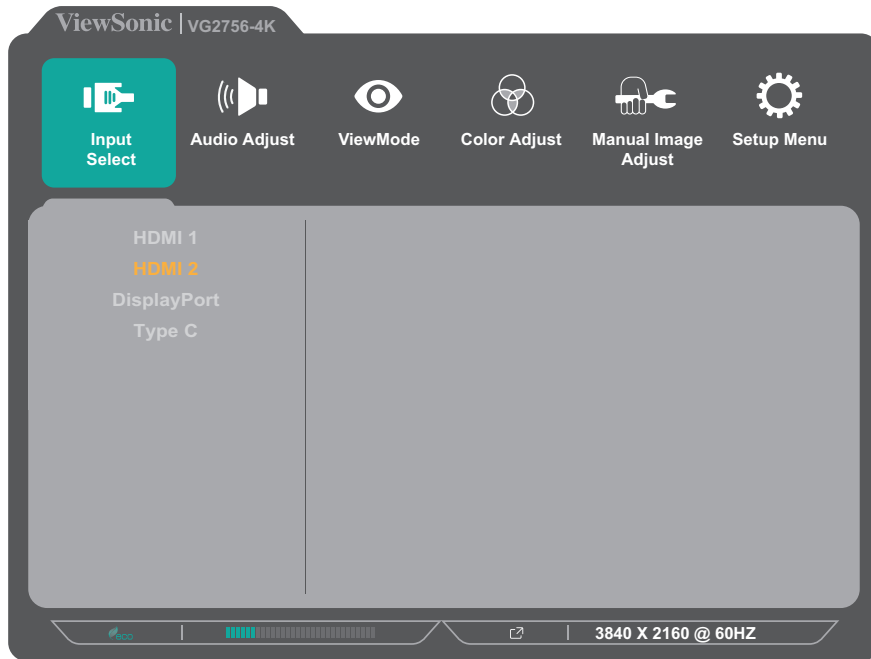 ViewSonic | VG2756-4K
Input
Select
Audio Adjust
ViewMode
Color Adjust
Manual Image
Adjust
Setup Menu
HDMI 1
HDMI 2
DisplayPort
Type C
eco
3840 X 2160 @ 60HZ